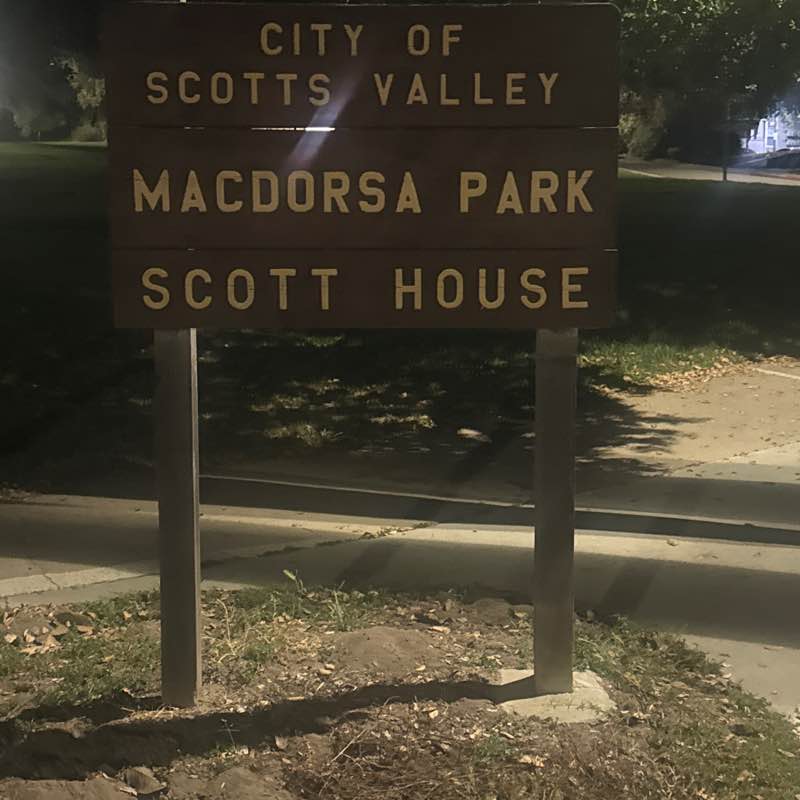 CITY OF
SCOTTS VALLEY
MACDORSA PARK
SCOTT HOUSE